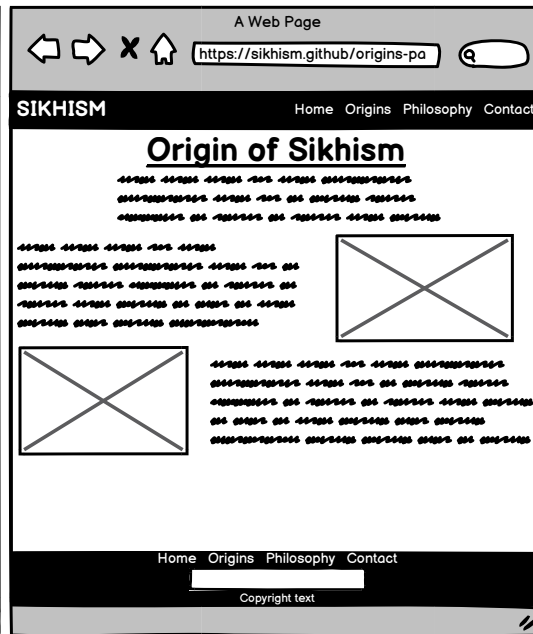 A Web Page
https://sikhism.github/origins-pa
SIKHISM
Home Origins Philosophy Contact
Origin of Sikhism
Home Origins Philosophy Contact
Copyright text